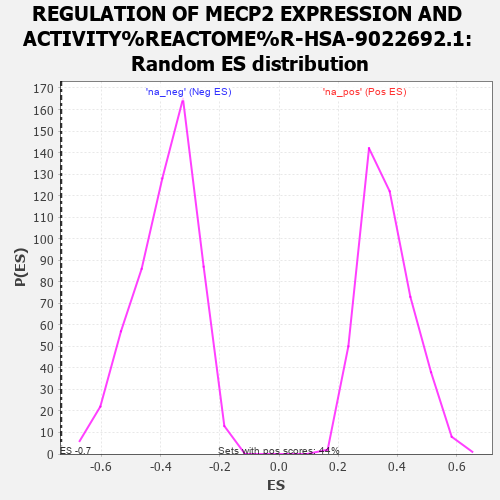 REGULATION OF MECP2 EXPRESSION AND
ACTIVITY%REACTOME%R-HSA-9022692.1:
Random ES distribution
'na_neg' (Neg ES) 'na_pos' (Pos ES)
170
160
150
140
130
120
110
100
90
80
70
60
50
40
30
20
10
0
P(ES)
ES -0.7 Sets with pos scores: 44%
-0.6 -0.4 -0.2 0.0 0.2 0.4 0.6
ES